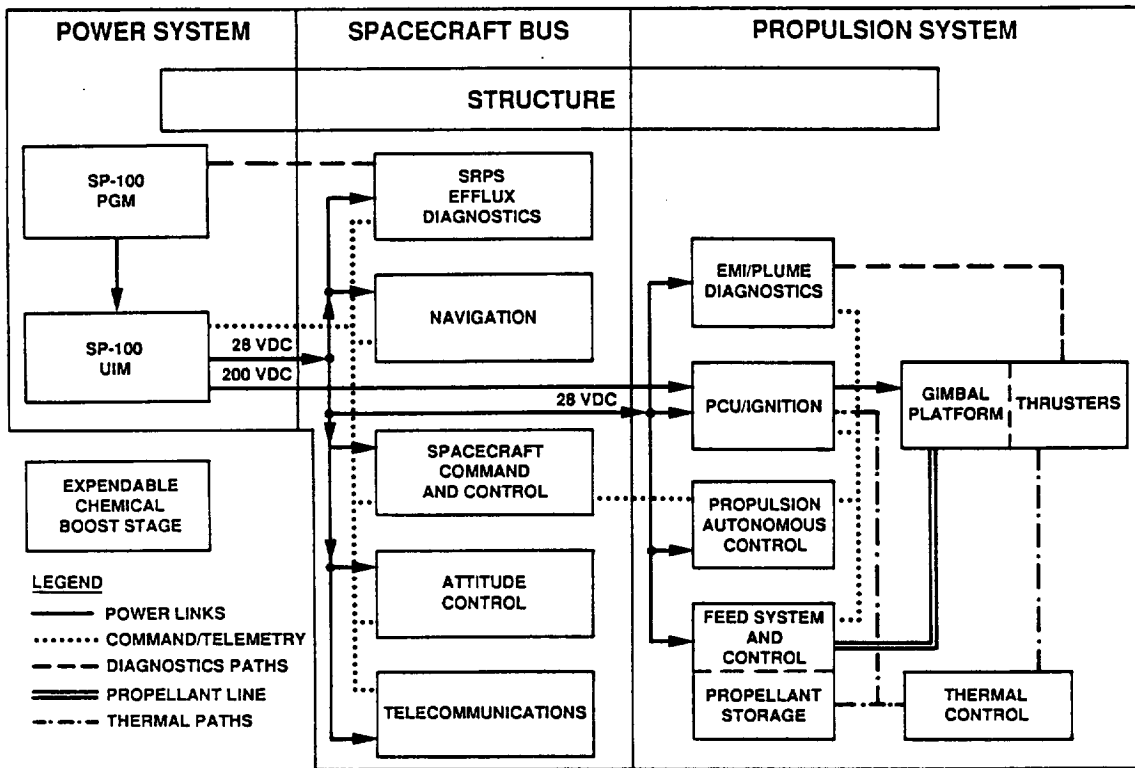 POWER SYSTEM
SPACECRAFT BUS
PROPULSION SYSTEM
STRUCTURE
SP-100
PGM
SRPS
EFFLUX
DIAGNOSTICS
EMI/PLUME
DIAGNOSTICS
NAVIGATION
SP-100
UIM
28 VDC
200 VDC
28 VDC
PCU/IGNITION
GIMBAL
PLATFORM
THRUSTERS
SPACECRAFT
COMMAND
AND CONTROL
EXPENDABLE
CHEMICAL
BOOST STAGE
PROPULSION
AUTONOMOUS
CONTROL
ATTITUDE
CONTROL
FEED SYSTEM
AND
CONTROL
PROPELLANT
STORAGE
THERMAL
CONTROL
TELECOMMUNICATIONS
LEGEND
POWER LINKS
COMMAND/TELEMETRY
DIAGNOSTICS PATHS
PROPELLANT LINE
THERMAL PATHS